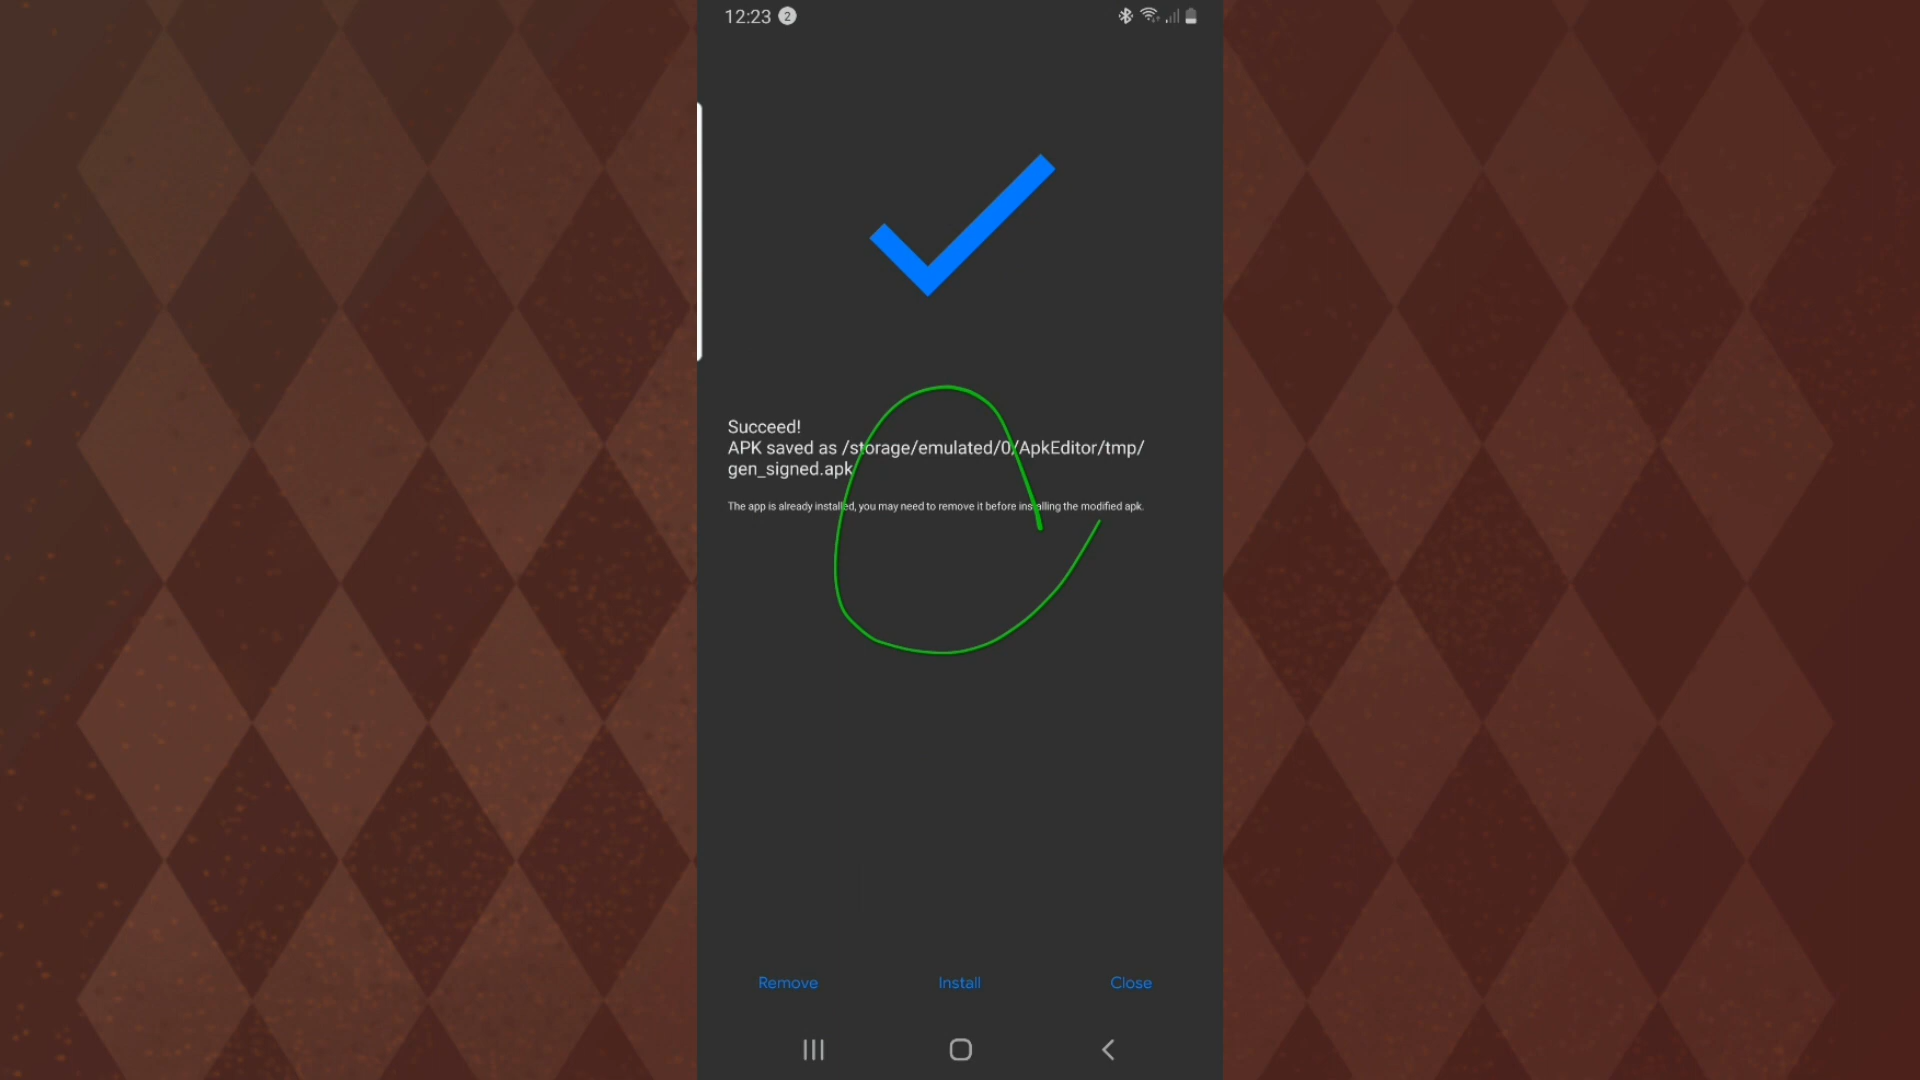 12:23 2
Succeed!
APK saved as /storage/emulated/0/ApkEditor/tmp/
gen_signed.apk
The app is already installed, you may need to remove it before installing the modified apk.
Remove Install Close